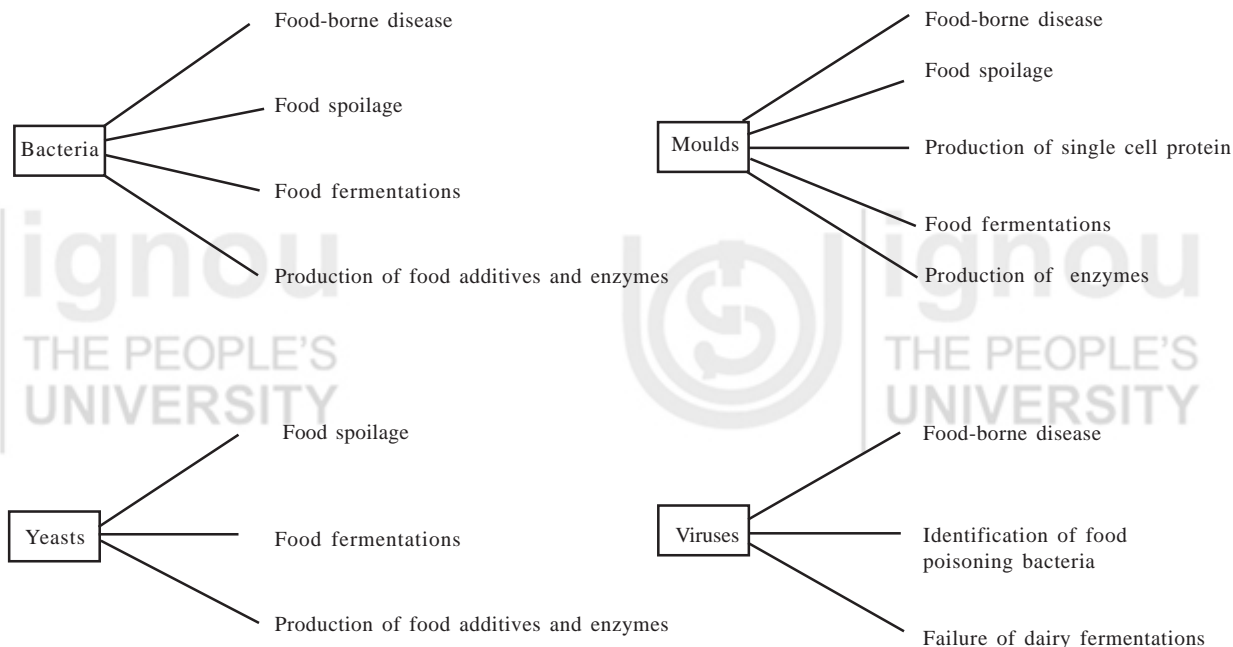 Food-borne disease
Food spoilage
Bacteria
Food fermentations
Production of food additives and enzymes
Food-borne disease
Food spoilage
Moulds
Production of single cell protein
Food fermentations
Production of enzymes
ignou
THE PEOPLE'S
UNIVERSITY
ignou
THE PEOPLE'S
UNIVERSITY
Food spoilage
Yeasts
Food fermentations
Production of food additives and enzymes
Food-borne disease
Viruses
Identification of food
poisoning bacteria
Failure of dairy fermentations